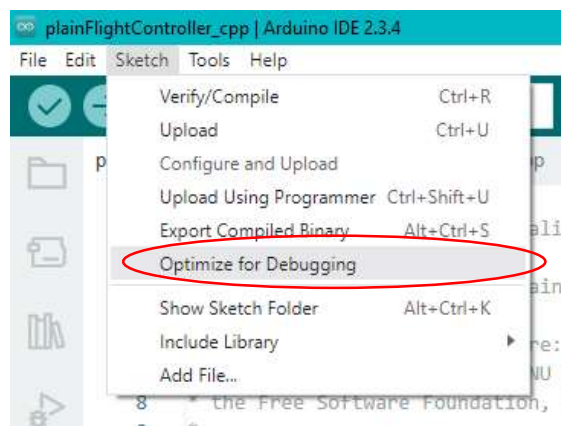 plainFlightController_cpp | Arduino IDE 2.3.4
File Edit Sketch Tools Help
Verify/Compile Ctrl+R
Upload Ctrl+U
Configure and Upload
Upload Using Programmer Ctrl+Shift+U
Export Compiled Binary Alt+Ctrl+S
Optimize for Debugging
Show Sketch Folder Alt+Ctrl+K
Include Library
Add File...
8 * the Free Software Foundation,